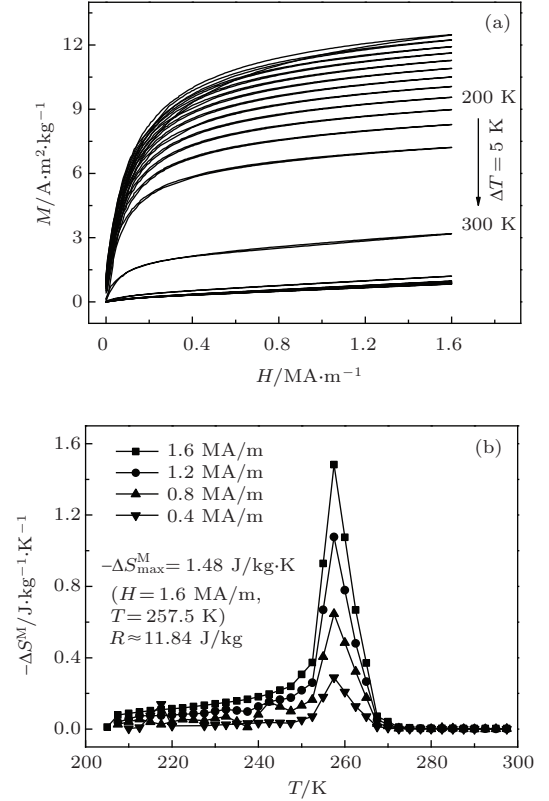 (a)
M/A·m²·kg⁻¹
12
9
6
3
0
200 K
ΔT = 5 K
300 K
0
0.4
0.8
1.2
1.6
H/MA·m⁻¹
(b)
−ΔSᴹ/J·kg⁻¹·K⁻¹
1.6
1.2
0.8
0.4
0.0
1.6 MA/m
1.2 MA/m
0.8 MA/m
0.4 MA/m
−ΔSᴹmax = 1.48 J/kg·K
(H = 1.6 MA/m,
T = 257.5 K)
R≈11.84 J/kg
200
220
240
260
280
300
T/K